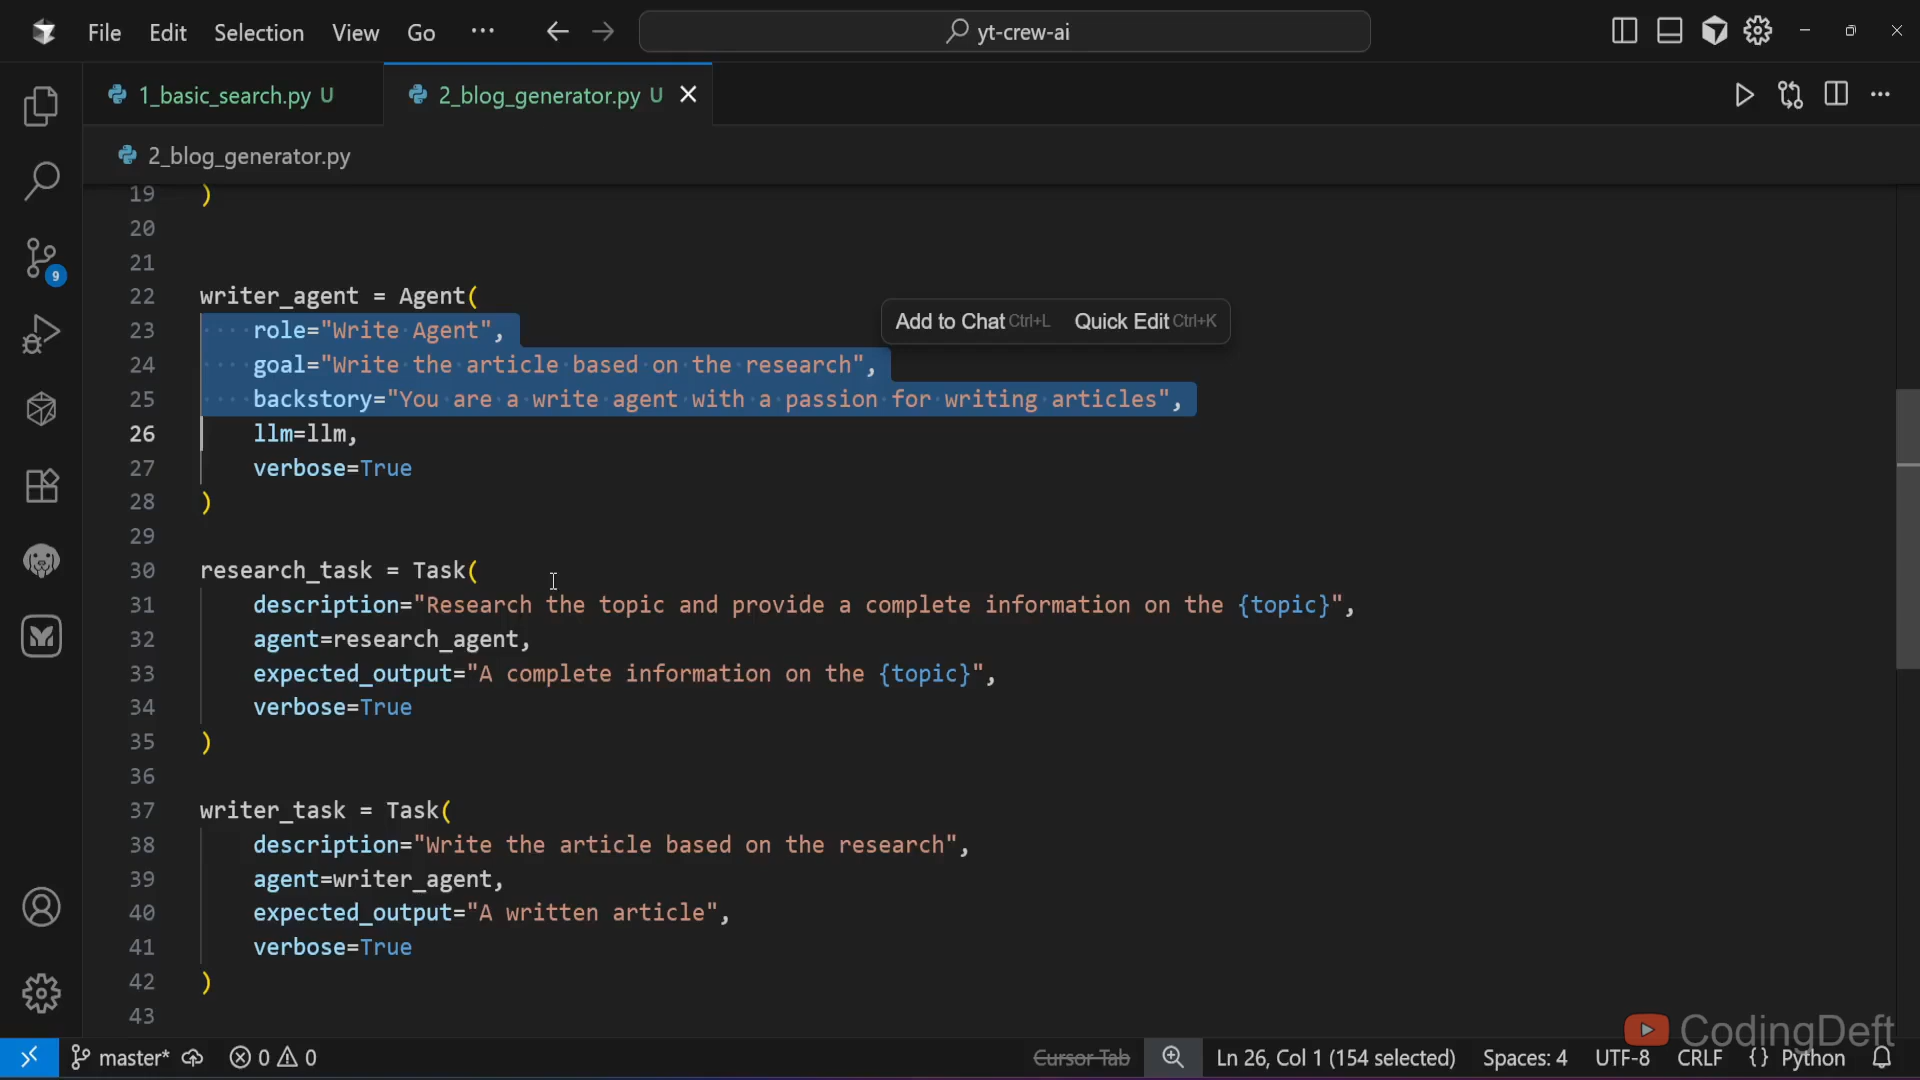 File Edit Selection View Go ··· yt-crew-ai
1_basic_search.py U 2_blog_generator.py U
2_blog_generator.py
19 )
20
21
22 writer_agent = Agent(
23 role="Write Agent",
Add to Chat Ctrl+L Quick Edit Ctrl+K
24 goal="Write the article based on the research",
25 backstory="You are a write agent with a passion for writing articles",
26 llm=llm,
27 verbose=True
28 )
29
30 research_task = Task(
31 description="Research the topic and provide a complete information on the {topic}",
32 agent=research_agent,
33 expected_output="A complete information on the {topic}",
34 verbose=True
35 )
36
37 writer_task = Task(
38 description="Write the article based on the research",
39 agent=writer_agent,
40 expected_output="A written article",
41 verbose=True
42 )
43
9
CodingDeft
master* 0 0 Cursor Tab Ln 26, Col 1 (154 selected) Spaces: 4 UTF-8 CRLF {} Python